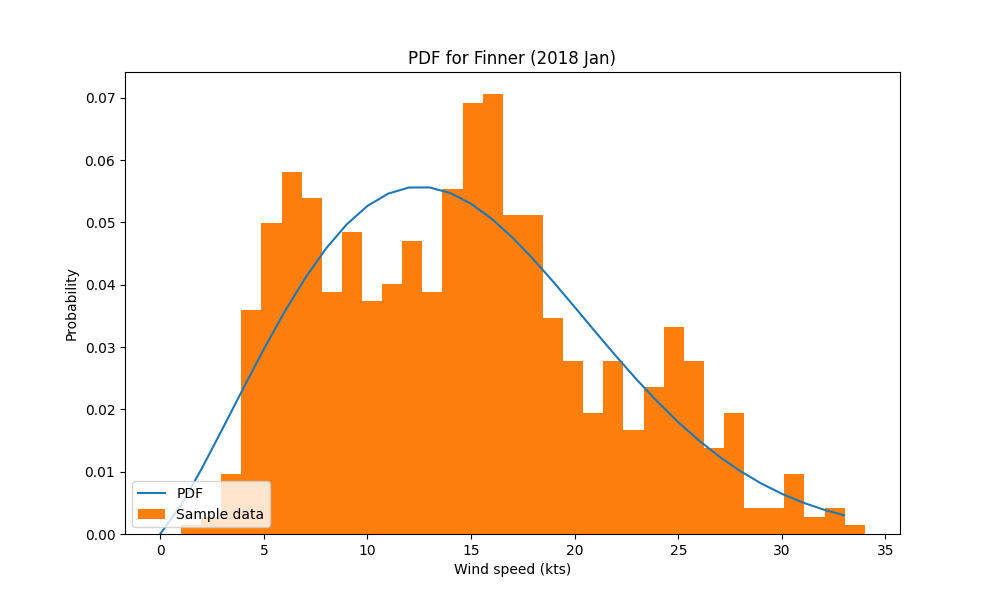 PDF for Finner (2018 Jan)
0.07
0.06
0.05
0.04
0.03
0.02
0.01
0.00
Probability
PDF
Sample data
0 5 10 15 20 25 30 35
Wind speed (kts)